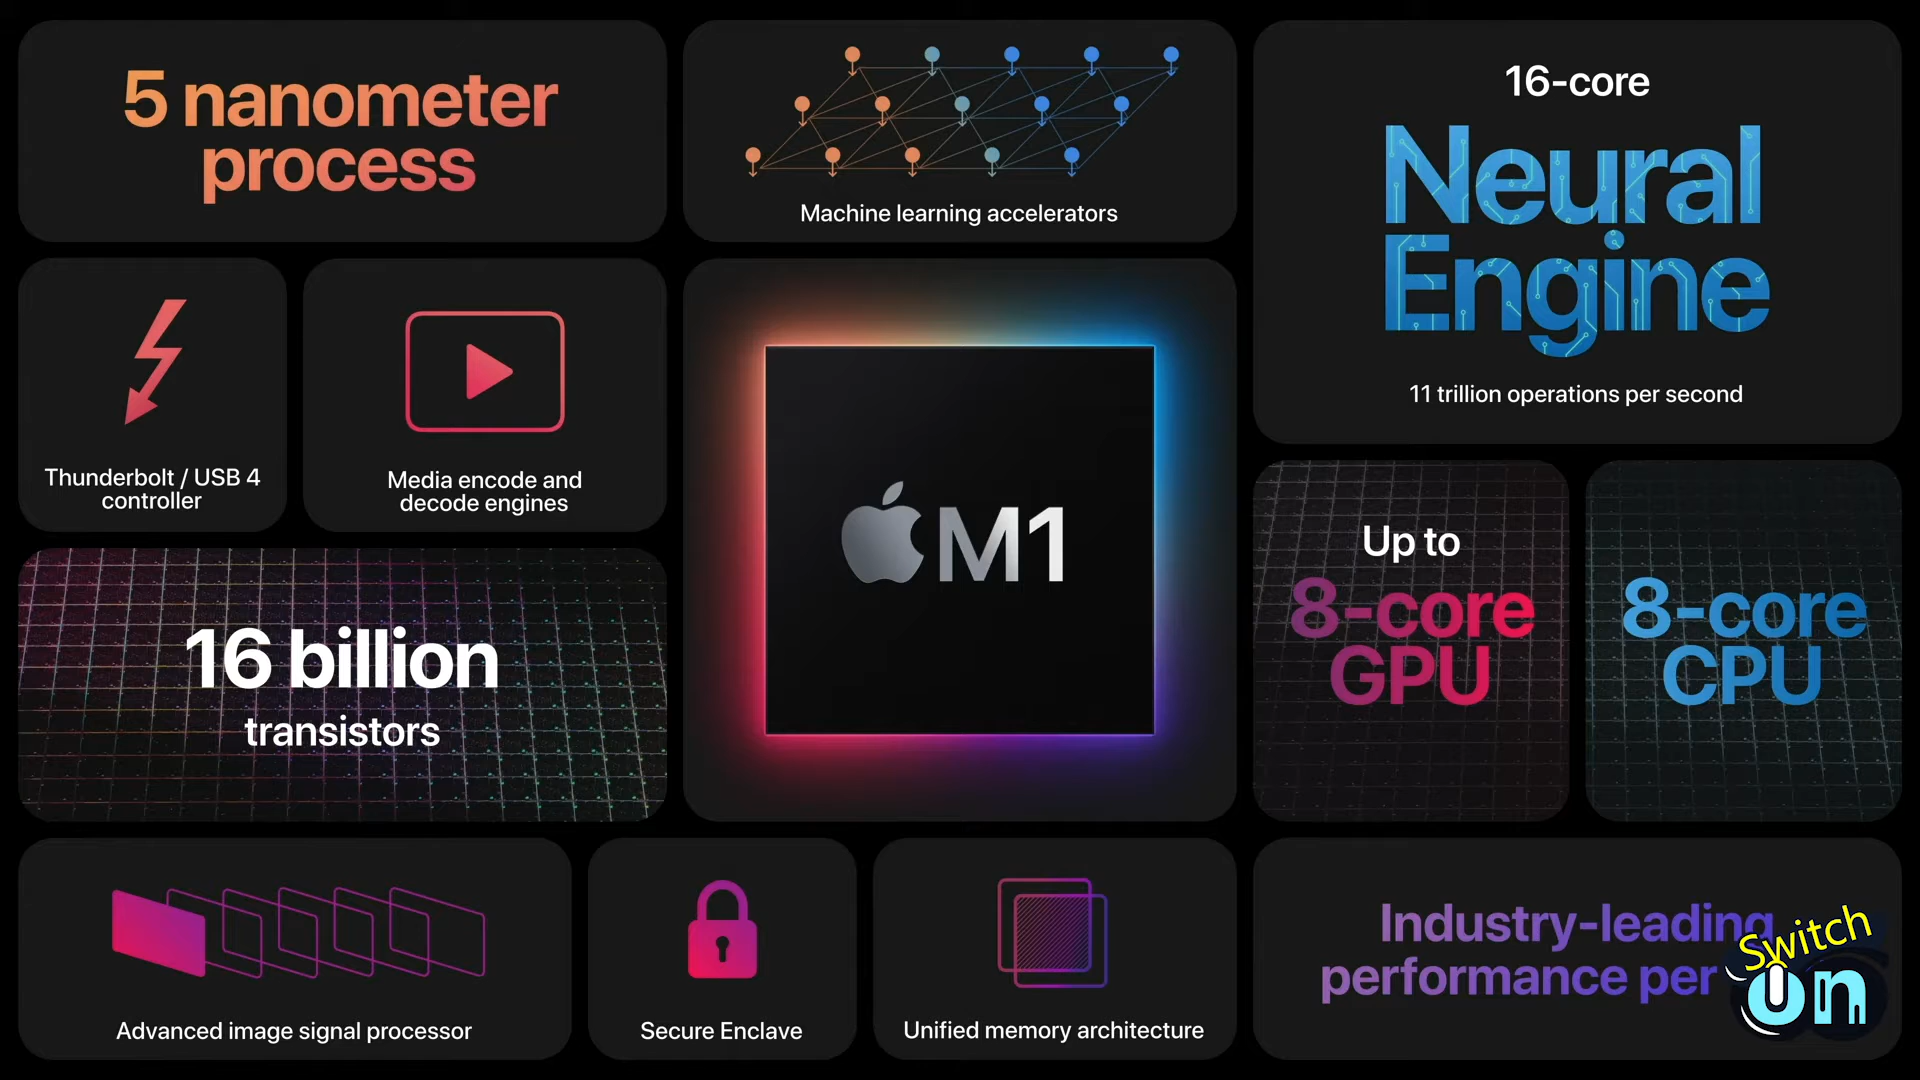 5 nanometer
process
Machine learning accelerators
16-core
Neural
Engine
11 trillion operations per second
Thunderbolt / USB 4
controller
Media encode and
decode engines
M1
Up to
8-core
GPU
8-core
CPU
16 billion
transistors
Advanced image signal processor
Secure Enclave
Unified memory architecture
Industry-leading
performance per
Switch
On